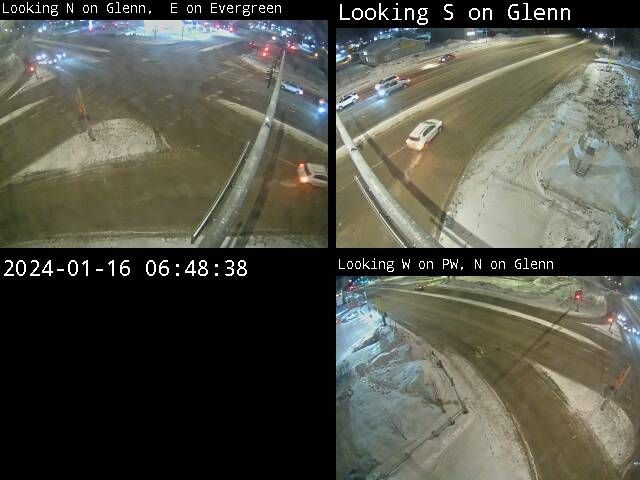 Looking N on Glenn,  E on Evergreen
Looking S on Glenn
2024-01-16 06:48:38
Looking W on PW, N on Glenn